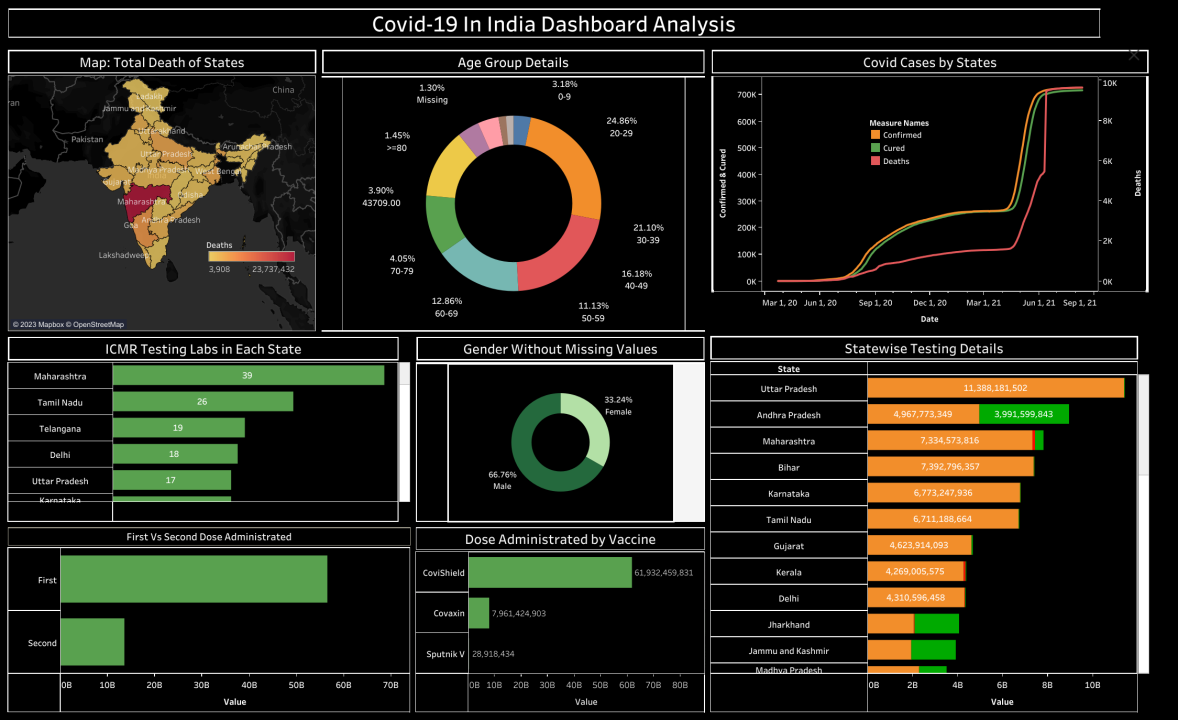 Covid-19 In India Dashboard Analysis
Map: Total Death of States
China
Ladakh
Jammu and Kashmir
Pakistan
Uttarakhand
Arunachal Pradesh
Uttar Pradesh
Madhya Pradesh
West Bengal
Gujarat
Odisha
Maharashtra
Goa
Andhra Pradesh
Lakshadweep
Deaths
3,908
23,737,432
© 2023 Mapbox © OpenStreetMap
Age Group Details
1.30%
Missing
3.18%
0-9
24.86%
20-29
1.45%
>=80
3.90%
43709.00
21.10%
30-39
4.05%
70-79
16.18%
40-49
12.86%
60-69
11.13%
50-59
Covid Cases by States
Measure Names
Confirmed
Cured
Deaths
Confirmed & Cured
700K
600K
500K
400K
300K
200K
100K
0K
10K
8K
6K
4K
2K
0K
Deaths
Mar 1, 20
Jun 1, 20
Sep 1, 20
Dec 1, 20
Mar 1, 21
Jun 1, 21
Sep 1, 21
Date
ICMR Testing Labs in Each State
Maharashtra 39
Tamil Nadu 26
Telangana 19
Delhi 18
Uttar Pradesh 17
Karnataka
Gender Without Missing Values
33.24%
Female
66.76%
Male
Statewise Testing Details
State
Uttar Pradesh 11,388,181,502
Andhra Pradesh 4,967,773,349 3,991,599,843
Maharashtra 7,334,573,816
Bihar 7,392,796,357
Karnataka 6,773,247,936
Tamil Nadu 6,711,188,664
Gujarat 4,623,914,093
Kerala 4,269,005,575
Delhi 4,310,596,458
Jharkhand
Jammu and Kashmir
Madhya Pradesh
0B 2B 4B 6B 8B 10B
Value
First Vs Second Dose Administrated
First
Second
0B 10B 20B 30B 40B 50B 60B 70B
Value
Dose Administrated by Vaccine
CoviShield 61,932,459,831
Covaxin 7,961,424,903
Sputnik V 28,918,434
0B 10B 20B 30B 40B 50B 60B 70B 80B
Value